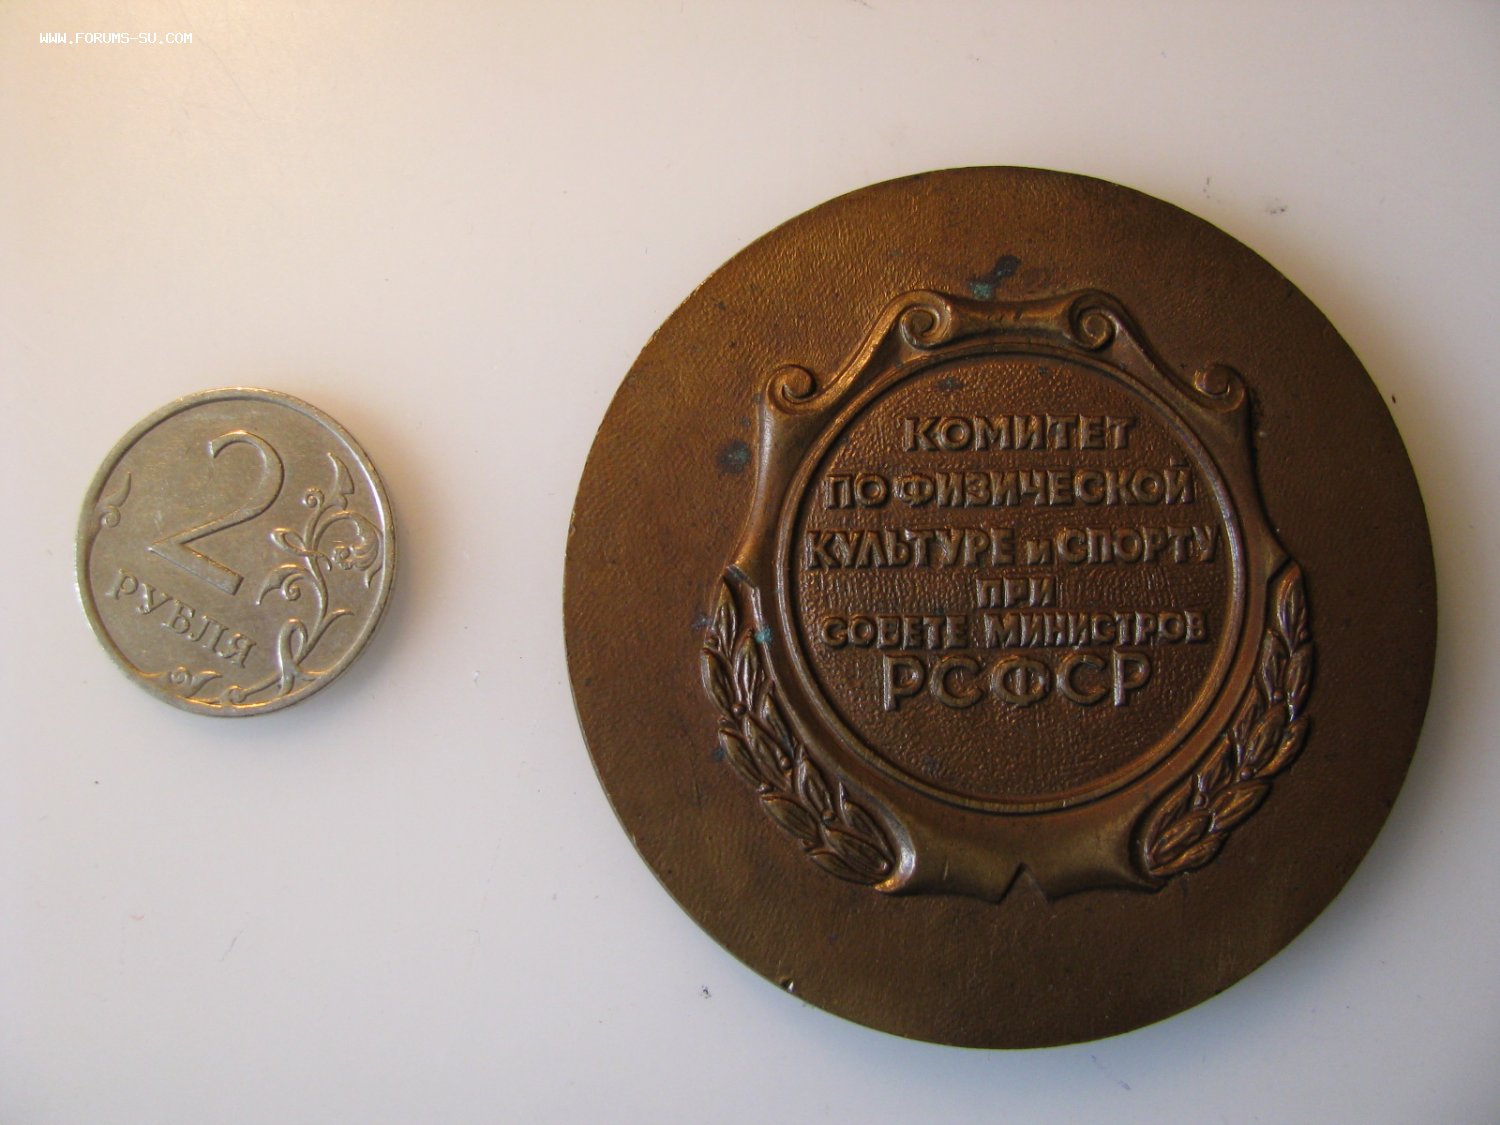 WWW.FORUMS-SU.COM
2
РУБЛЯ
КОМИТЕТ
ПО ФИЗИЧЕСКОЙ
КУЛЬТУРЕ и СПОРТУ
ПРИ
СОВЕТЕ МИНИСТРОВ
РСФСР